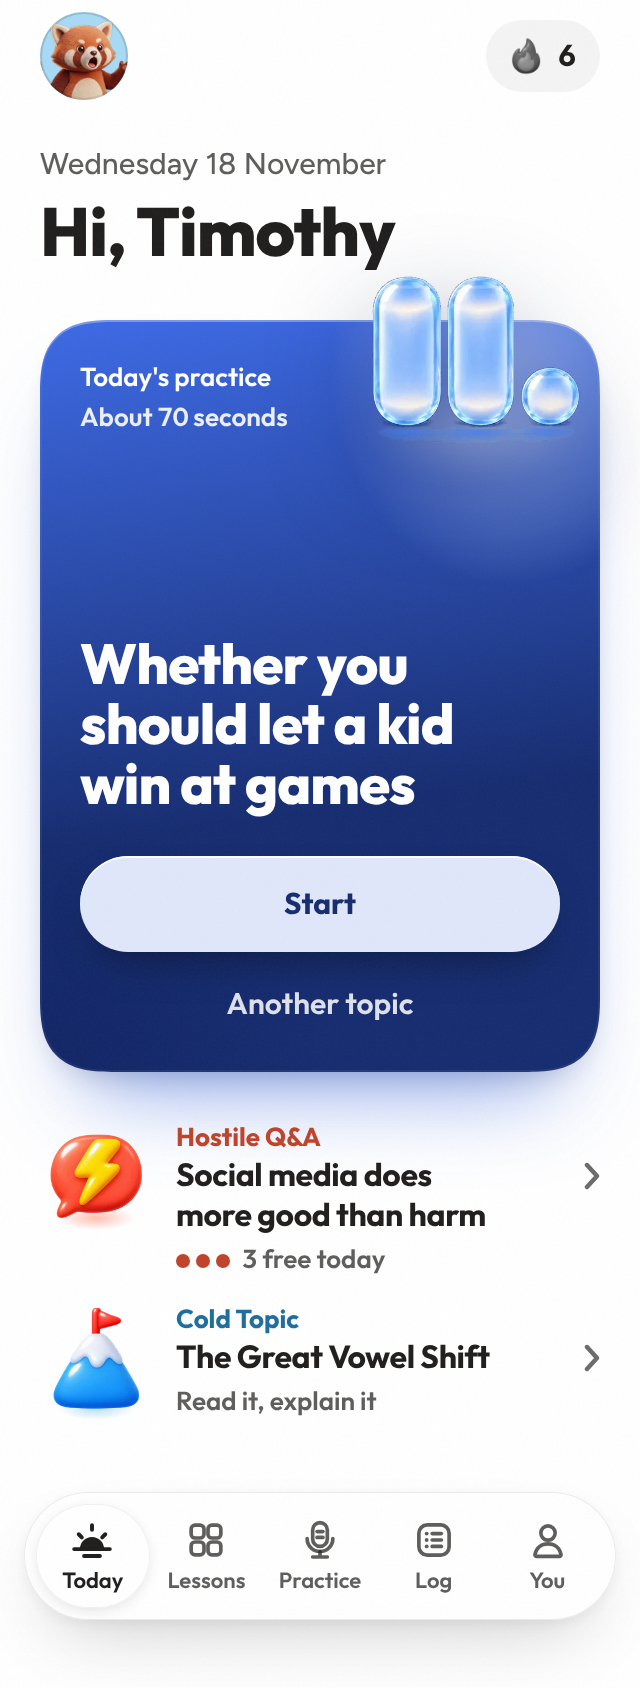 6
Wednesday 18 November
Hi, Timothy
Today's practice
About 70 seconds
Whether you
should let a kid
win at games
Start
Another topic
Hostile Q&A
Social media does
more good than harm
3 free today
Cold Topic
The Great Vowel Shift
Read it, explain it
Today
Lessons
Practice
Log
You